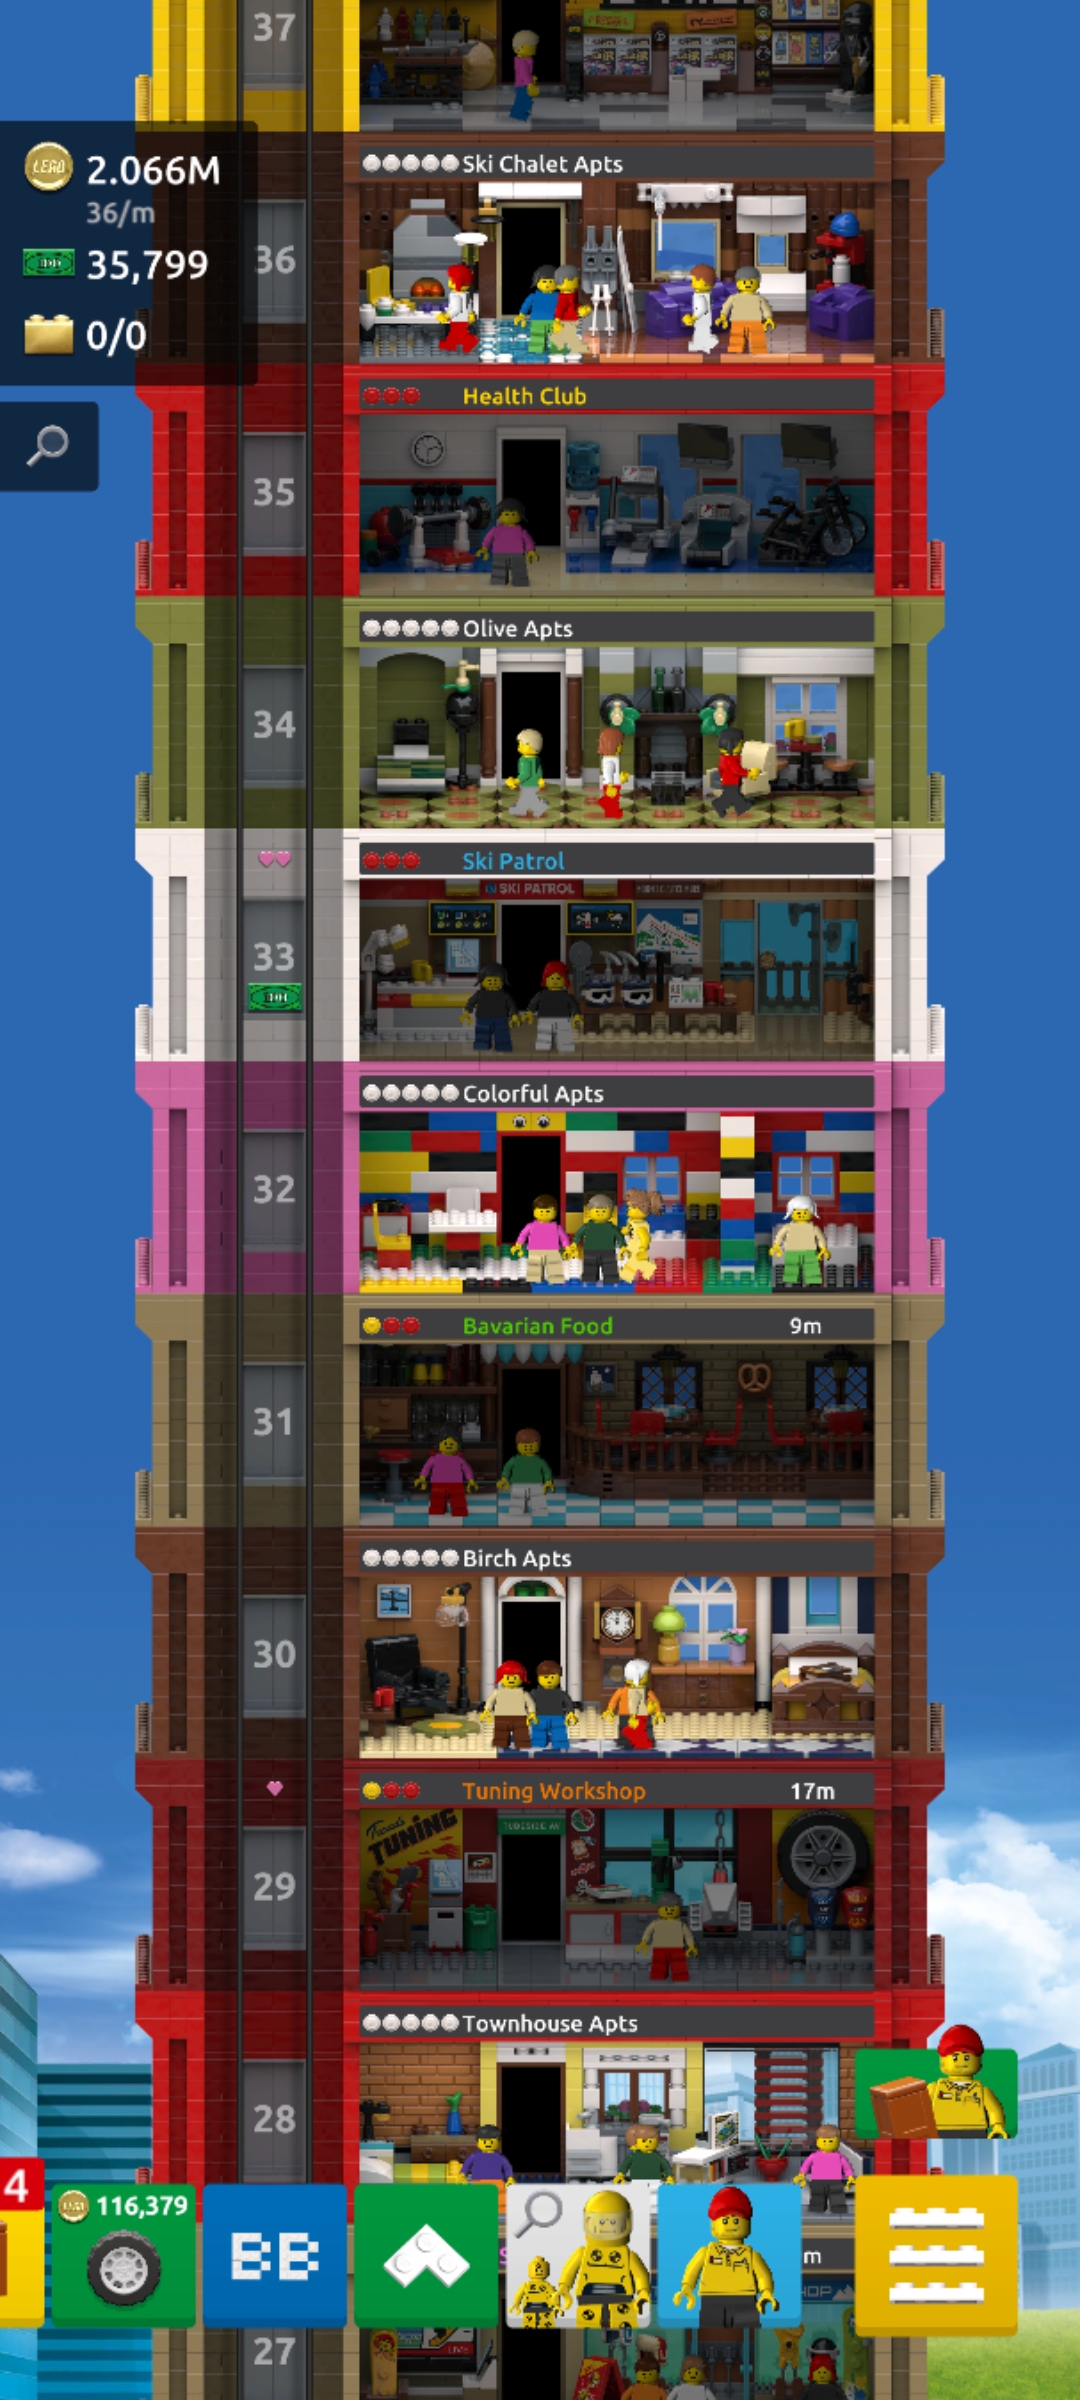 37
Ski Chalet Apts
LEGO 2.066M
36/m
36
35,799
0/0
Health Club
35
Olive Apts
34
Ski Patrol
SKI PATROL
33
Colorful Apts
32
Bavarian Food 9m
31
Birch Apts
30
Tuning Workshop 17m
TUNING
29
Townhouse Apts
28
4
116,379
BB
m
27